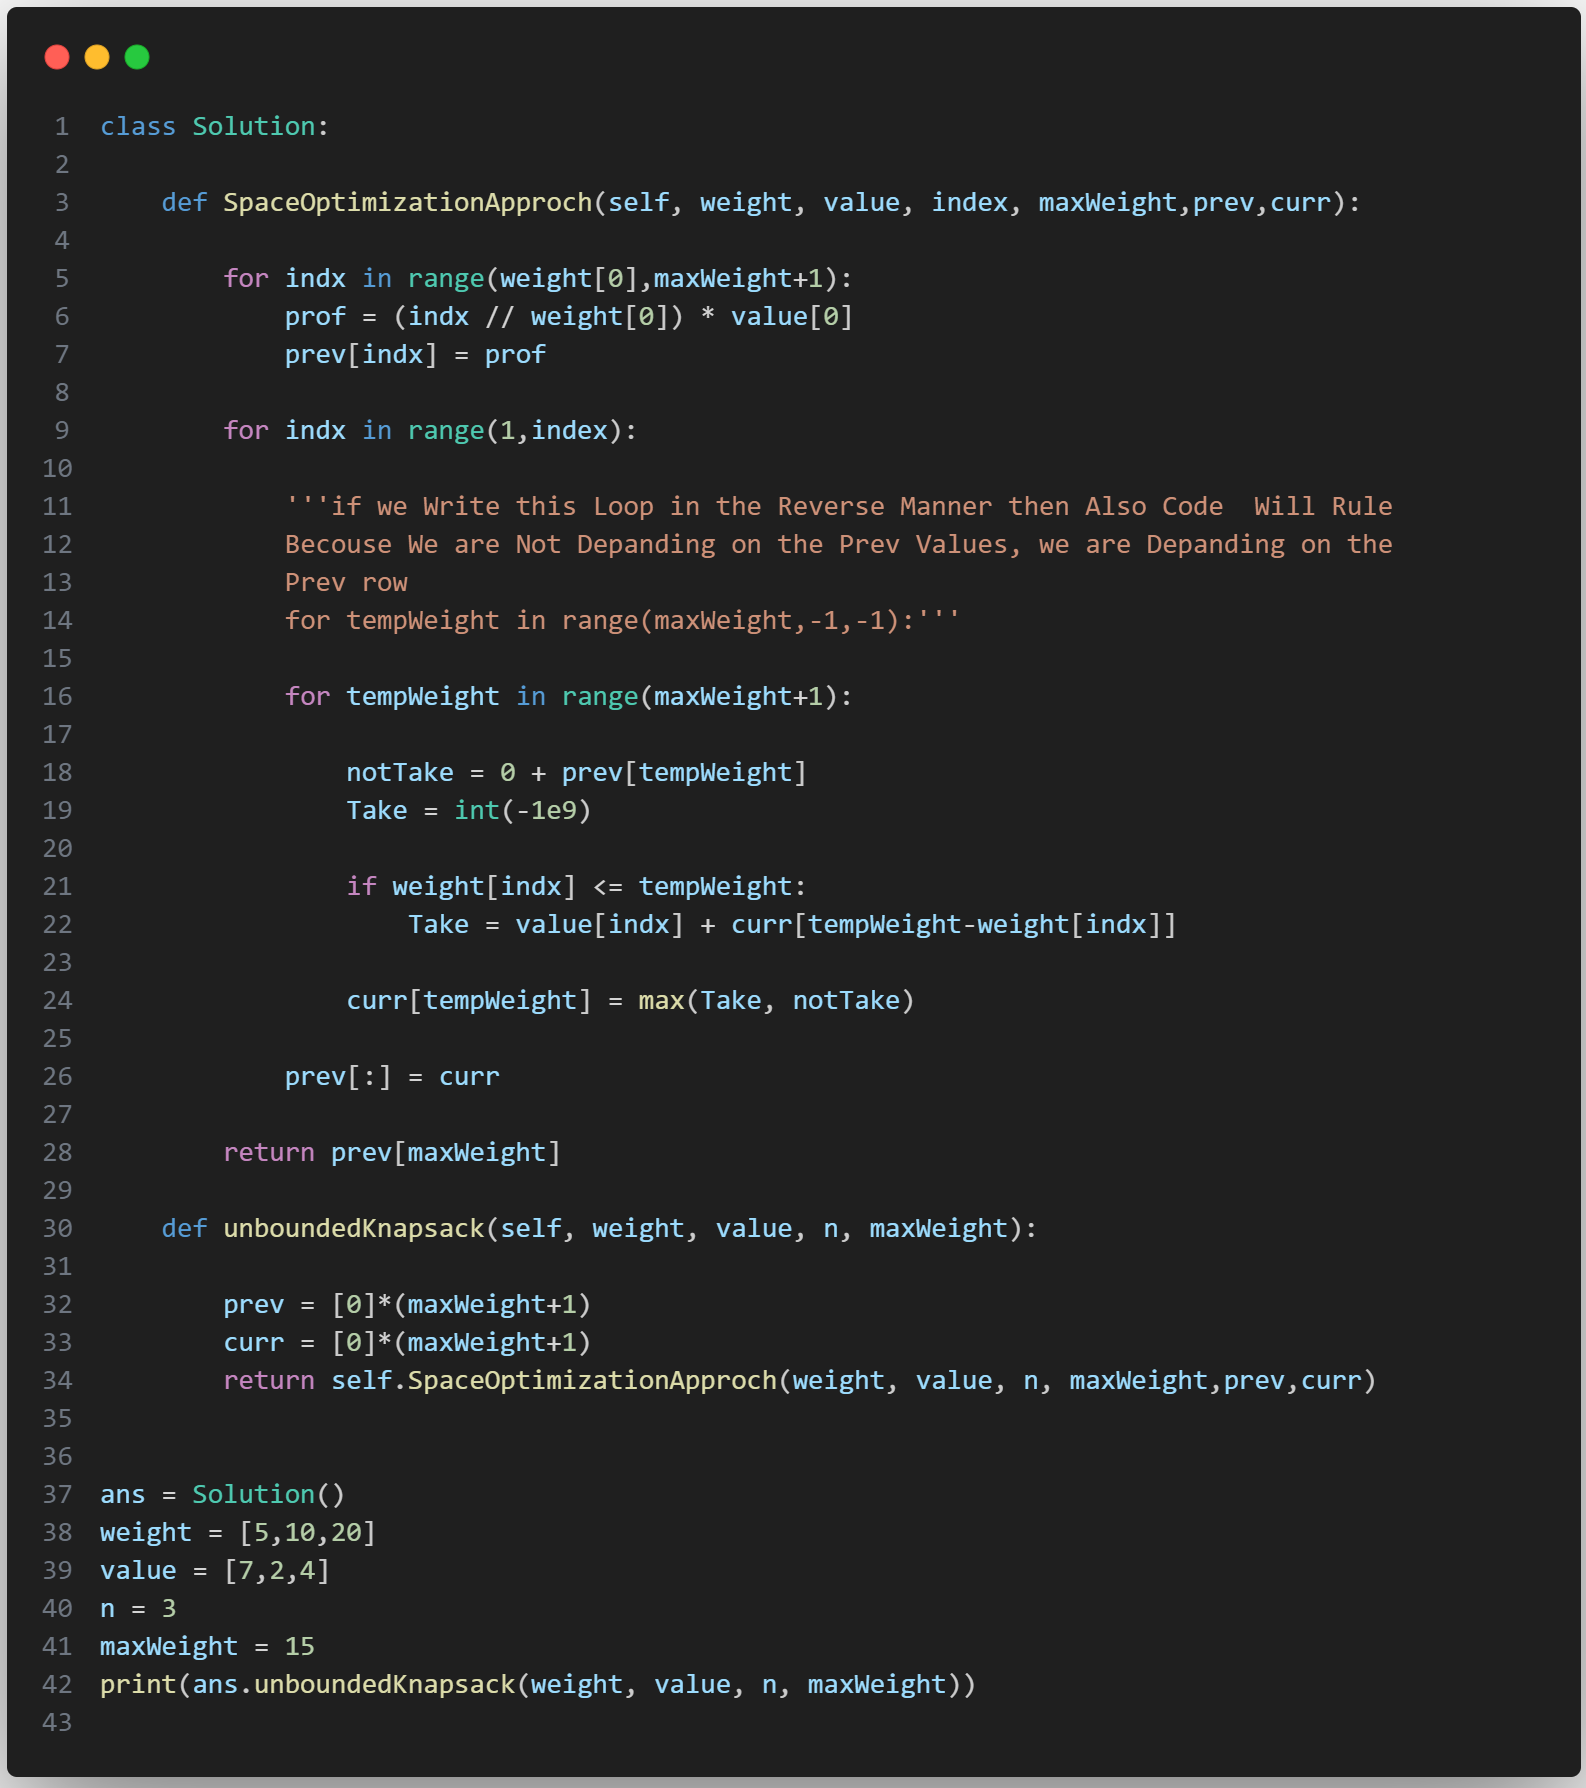 1 class Solution:
2
3     def SpaceOptimizationApproch(self, weight, value, index, maxWeight,prev,curr):
4
5         for indx in range(weight[0],maxWeight+1):
6             prof = (indx // weight[0]) * value[0]
7             prev[indx] = prof
8
9         for indx in range(1,index):
10
11             '''if we Write this Loop in the Reverse Manner then Also Code  Will Rule
12             Becouse We are Not Depanding on the Prev Values, we are Depanding on the
13             Prev row
14             for tempWeight in range(maxWeight,-1,-1):'''
15
16             for tempWeight in range(maxWeight+1):
17
18                 notTake = 0 + prev[tempWeight]
19                 Take = int(-1e9)
20
21                 if weight[indx] <= tempWeight:
22                     Take = value[indx] + curr[tempWeight-weight[indx]]
23
24                 curr[tempWeight] = max(Take, notTake)
25
26             prev[:] = curr
27
28         return prev[maxWeight]
29
30     def unboundedKnapsack(self, weight, value, n, maxWeight):
31
32         prev = [0]*(maxWeight+1)
33         curr = [0]*(maxWeight+1)
34         return self.SpaceOptimizationApproch(weight, value, n, maxWeight,prev,curr)
35
36
37 ans = Solution()
38 weight = [5,10,20]
39 value = [7,2,4]
40 n = 3
41 maxWeight = 15
42 print(ans.unboundedKnapsack(weight, value, n, maxWeight))
43